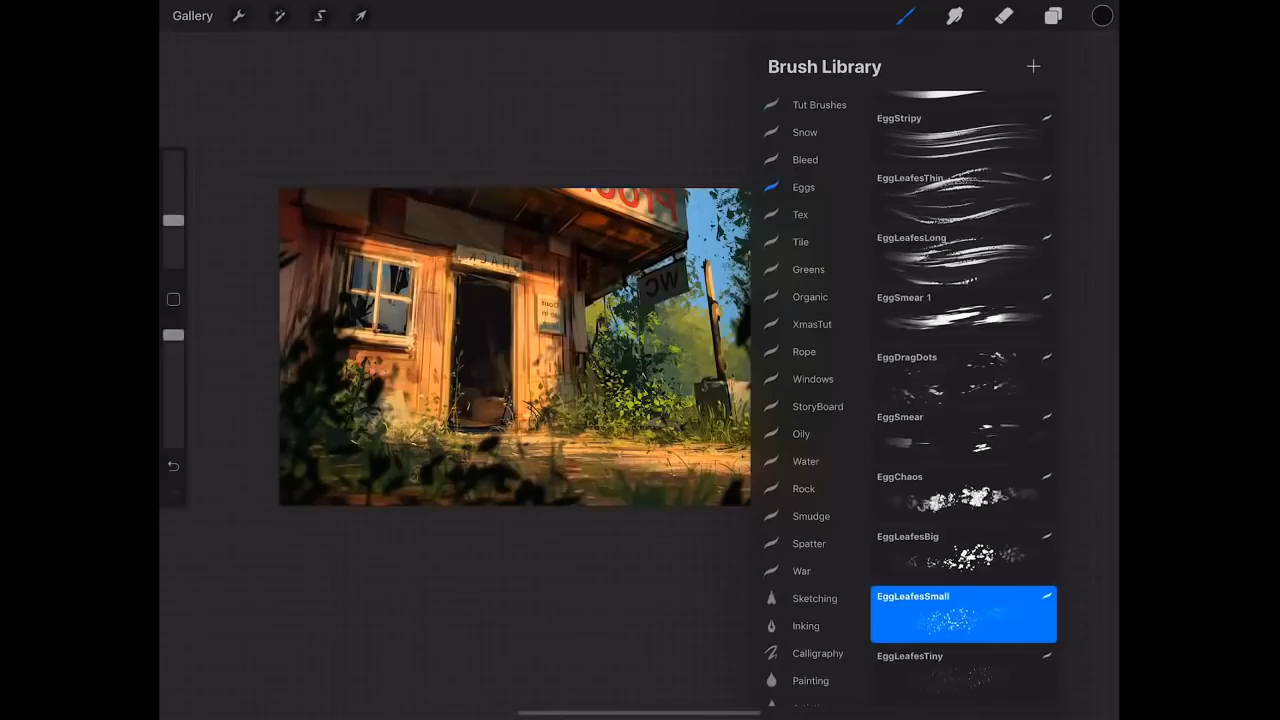 Gallery
Brush Library
Tut Brushes
Snow
Bleed
Eggs
Tex
Tile
Greens
Organic
XmasTut
Rope
Windows
StoryBoard
Oily
Water
Rock
Smudge
Spatter
War
Sketching
Inking
Calligraphy
Painting
EggStripy
EggLeafesThin
EggLeafesLong
EggSmear 1
EggDragDots
EggSmear
EggChaos
EggLeafesBig
EggLeafesSmall
EggLeafesTiny
WC